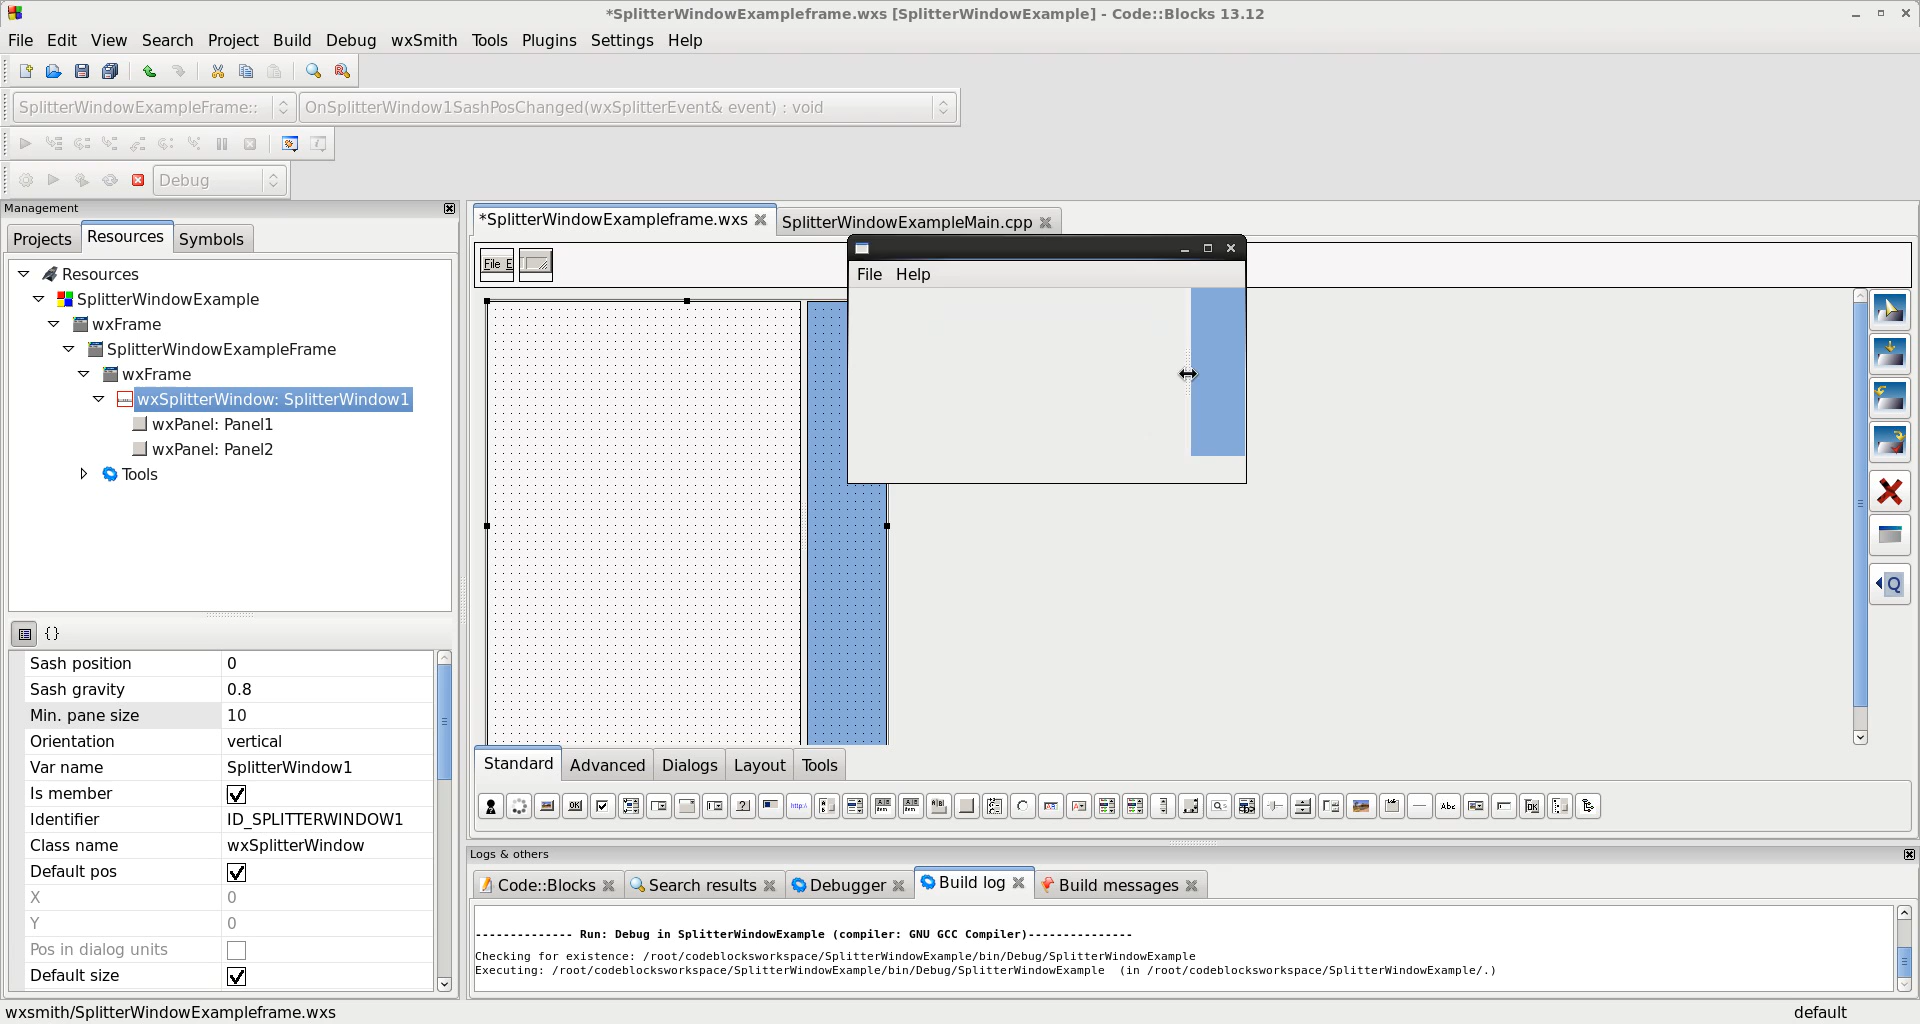 *SplitterWindowExampleframe.wxs [SplitterWindowExample] - Code::Blocks 13.12
File Edit View Search Project Build Debug wxSmith Tools Plugins Settings Help
SplitterWindowExampleFrame:: OnSplitterWindow1SashPosChanged(wxSplitterEvent& event) : void
Debug
Management
Projects Resources Symbols
Resources
SplitterWindowExample
wxFrame
SplitterWindowExampleFrame
wxFrame
wxSplitterWindow: SplitterWindow1
wxPanel: Panel1
wxPanel: Panel2
Tools
{}
Sash position 0
Sash gravity 0.8
Min. pane size 10
Orientation vertical
Var name SplitterWindow1
Is member
Identifier ID_SPLITTERWINDOW1
Class name wxSplitterWindow
Default pos
X 0
Y 0
Pos in dialog units
Default size
*SplitterWindowExampleframe.wxs SplitterWindowExampleMain.cpp
File E
File Help
Q
Standard Advanced Dialogs Layout Tools
OK ? http:/ Abc
Logs & others
Code::Blocks Search results Debugger Build log Build messages
-------------- Run: Debug in SplitterWindowExample (compiler: GNU GCC Compiler)---------------
Checking for existence: /root/codeblocksworkspace/SplitterWindowExample/bin/Debug/SplitterWindowExample
Executing: /root/codeblocksworkspace/SplitterWindowExample/bin/Debug/SplitterWindowExample  (in /root/codeblocksworkspace/SplitterWindowExample/.)
wxsmith/SplitterWindowExampleframe.wxs default